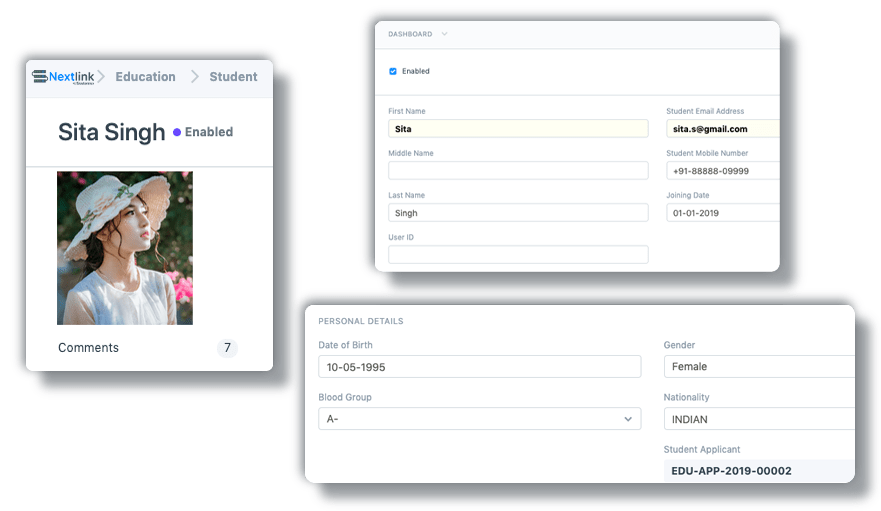 Nextlink
Education
Student
Sita Singh
Enabled
Comments
7
DASHBOARD
Enabled
First Name
Sita
Student Email Address
sita.s@gmail.com
Middle Name
Student Mobile Number
+91-88888-09999
Last Name
Singh
Joining Date
01-01-2019
User ID
PERSONAL DETAILS
Date of Birth
10-05-1995
Gender
Female
Blood Group
A-
Nationality
INDIAN
Student Applicant
EDU-APP-2019-00002